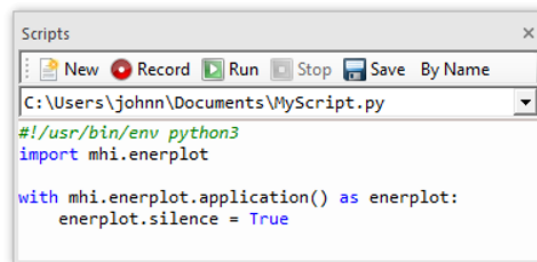 Scripts
New Record Run Stop Save By Name
C:\Users\johnn\Documents\MyScript.py
#!/usr/bin/env python3
import mhi.enerplot
with mhi.enerplot.application() as enerplot:
    enerplot.silence = True